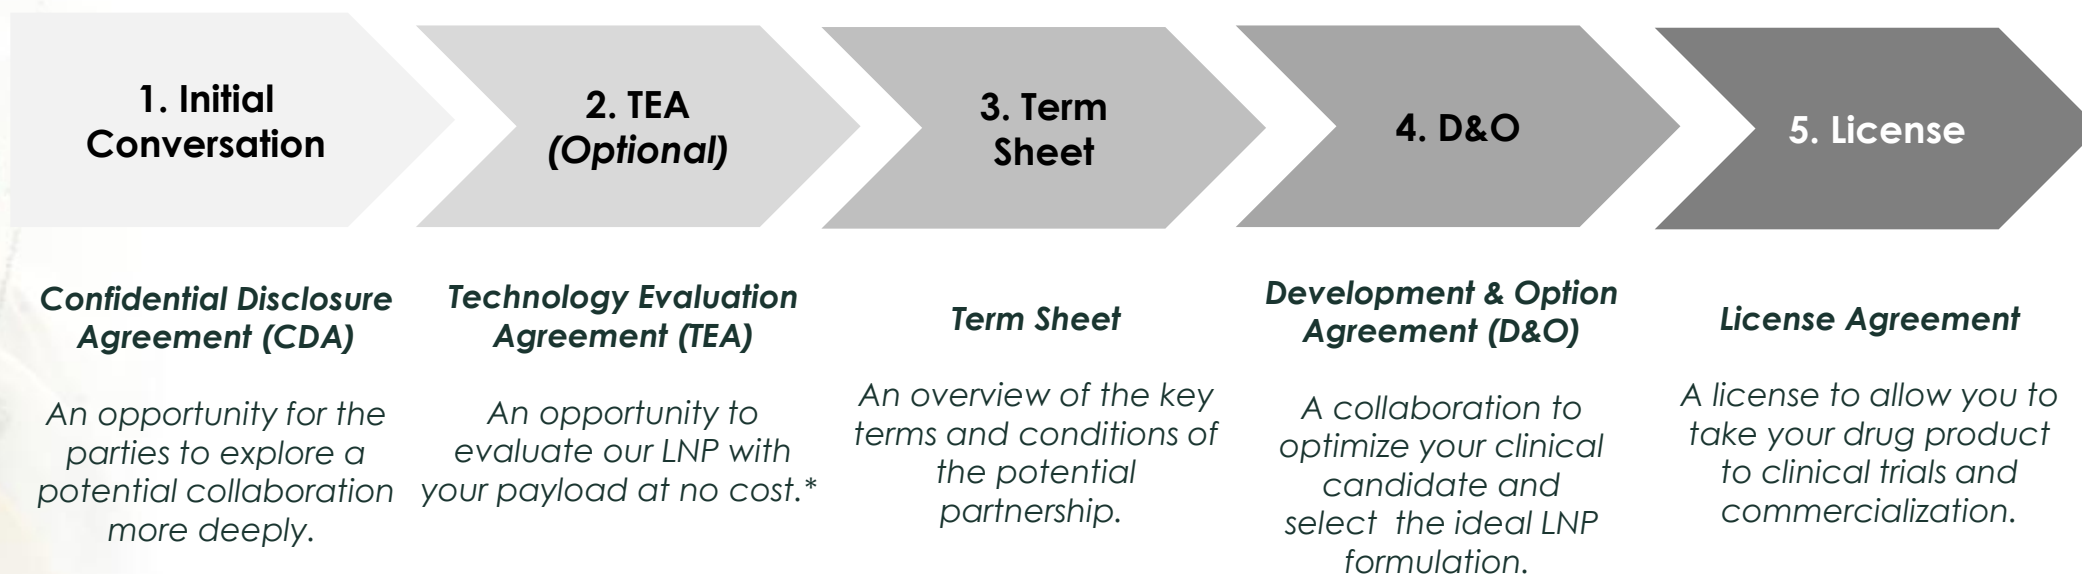 1. Initial
Conversation
2. TEA
(Optional)
3. Term
Sheet
4. D&O
5. License
Confidential Disclosure
Agreement (CDA)
An opportunity for the
parties to explore a
potential collaboration
more deeply.
Technology Evaluation
Agreement (TEA)
An opportunity to
evaluate our LNP with
your payload at no cost.*
Term Sheet
An overview of the key
terms and conditions of
the potential
partnership.
Development & Option
Agreement (D&O)
A collaboration to
optimize your clinical
candidate and
select the ideal LNP
formulation.
License Agreement
A license to allow you to
take your drug product
to clinical trials and
commercialization.